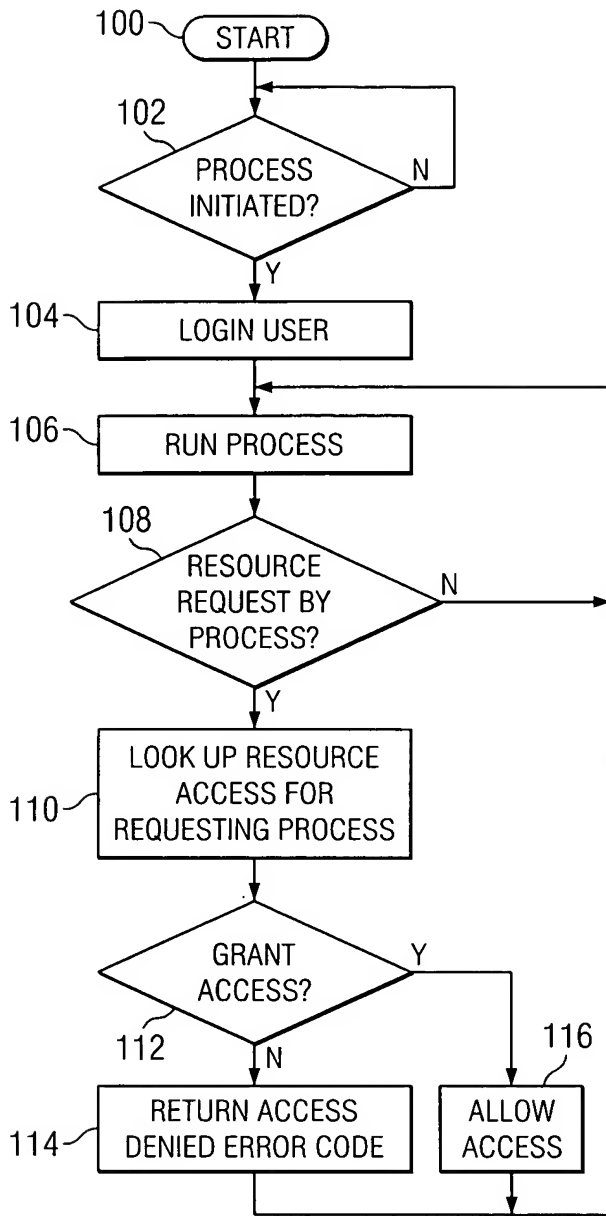 100
START
102
PROCESS
INITIATED?
N
Y
104
LOGIN USER
106
RUN PROCESS
108
RESOURCE
REQUEST BY
PROCESS?
N
Y
110
LOOK UP RESOURCE
ACCESS FOR
REQUESTING PROCESS
GRANT
ACCESS?
Y
112
N
116
114
RETURN ACCESS
DENIED ERROR CODE
ALLOW
ACCESS